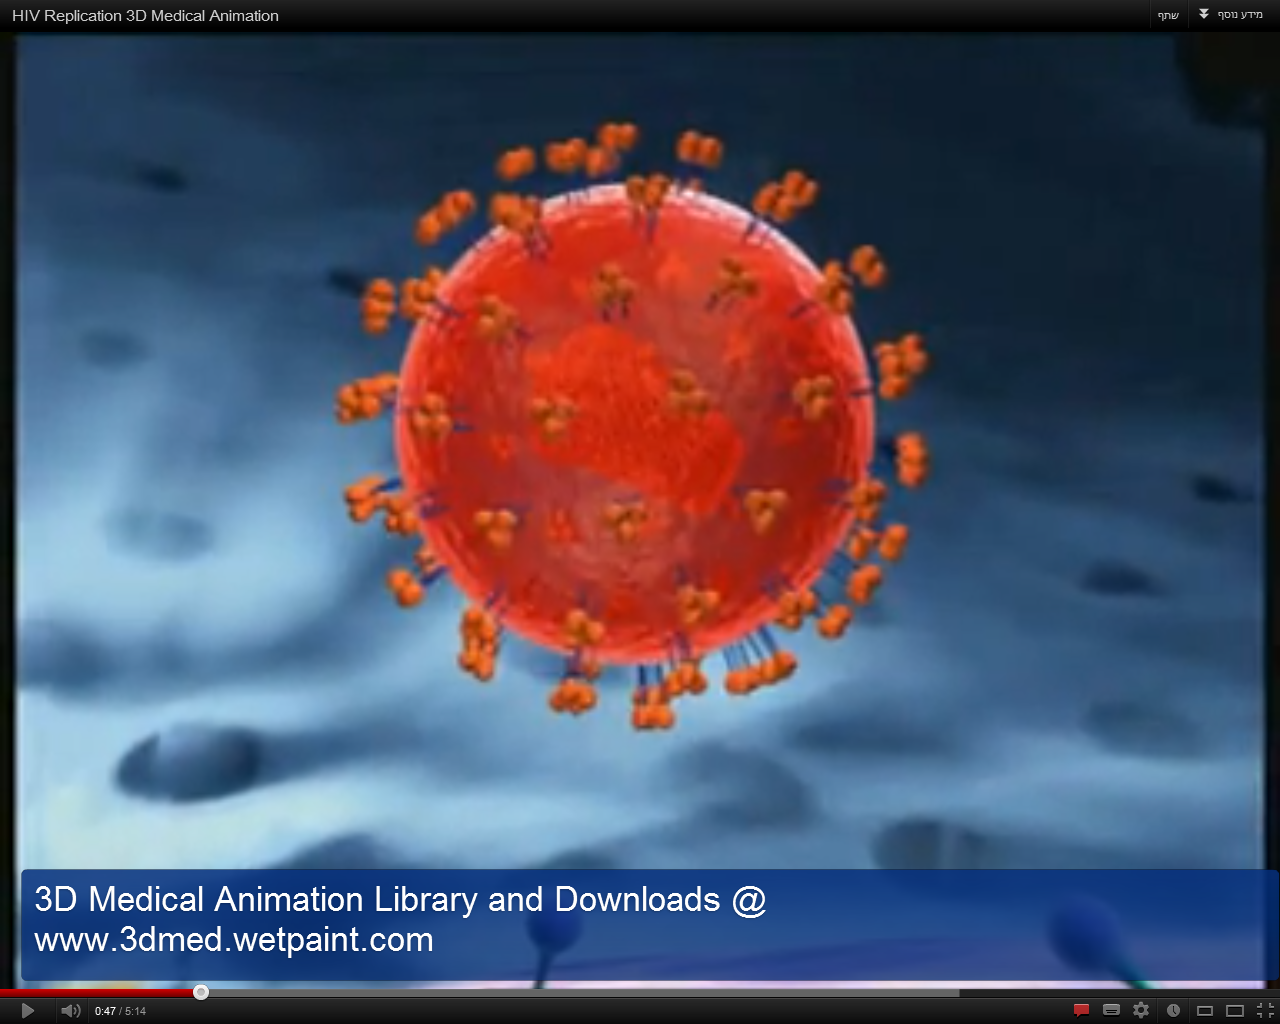 HIV Replication 3D Medical Animation
שתף
מידע נוסף
3D Medical Animation Library and Downloads @
www.3dmed.wetpaint.com
0:47 / 5:14